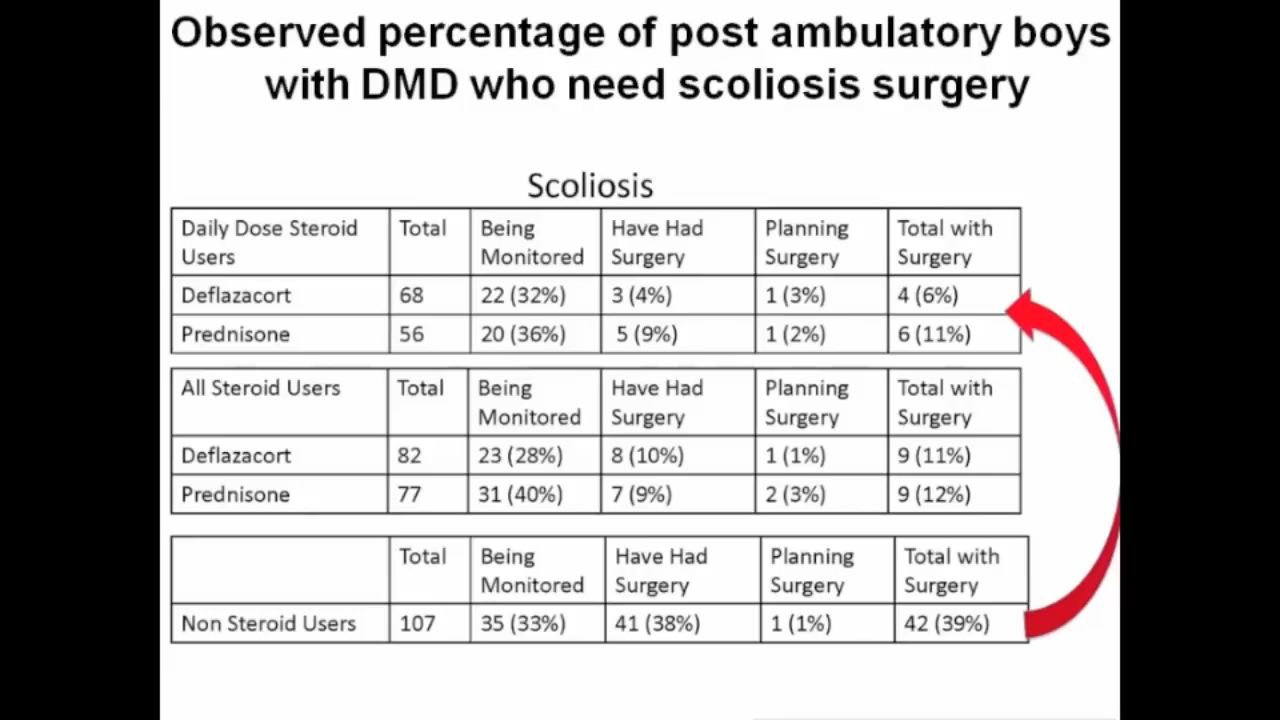 Observed percentage of post ambulatory boys
with DMD who need scoliosis surgery
Scoliosis
Daily Dose Steroid Users Total Being Monitored Have Had Surgery Planning Surgery Total with Surgery
Deflazacort 68 22 (32%) 3 (4%) 1 (3%) 4 (6%)
Prednisone 56 20 (36%) 5 (9%) 1 (2%) 6 (11%)
All Steroid Users Total Being Monitored Have Had Surgery Planning Surgery Total with Surgery
Deflazacort 82 23 (28%) 8 (10%) 1 (1%) 9 (11%)
Prednisone 77 31 (40%) 7 (9%) 2 (3%) 9 (12%)
Total Being Monitored Have Had Surgery Planning Surgery Total with Surgery
Non Steroid Users 107 35 (33%) 41 (38%) 1 (1%) 42 (39%)